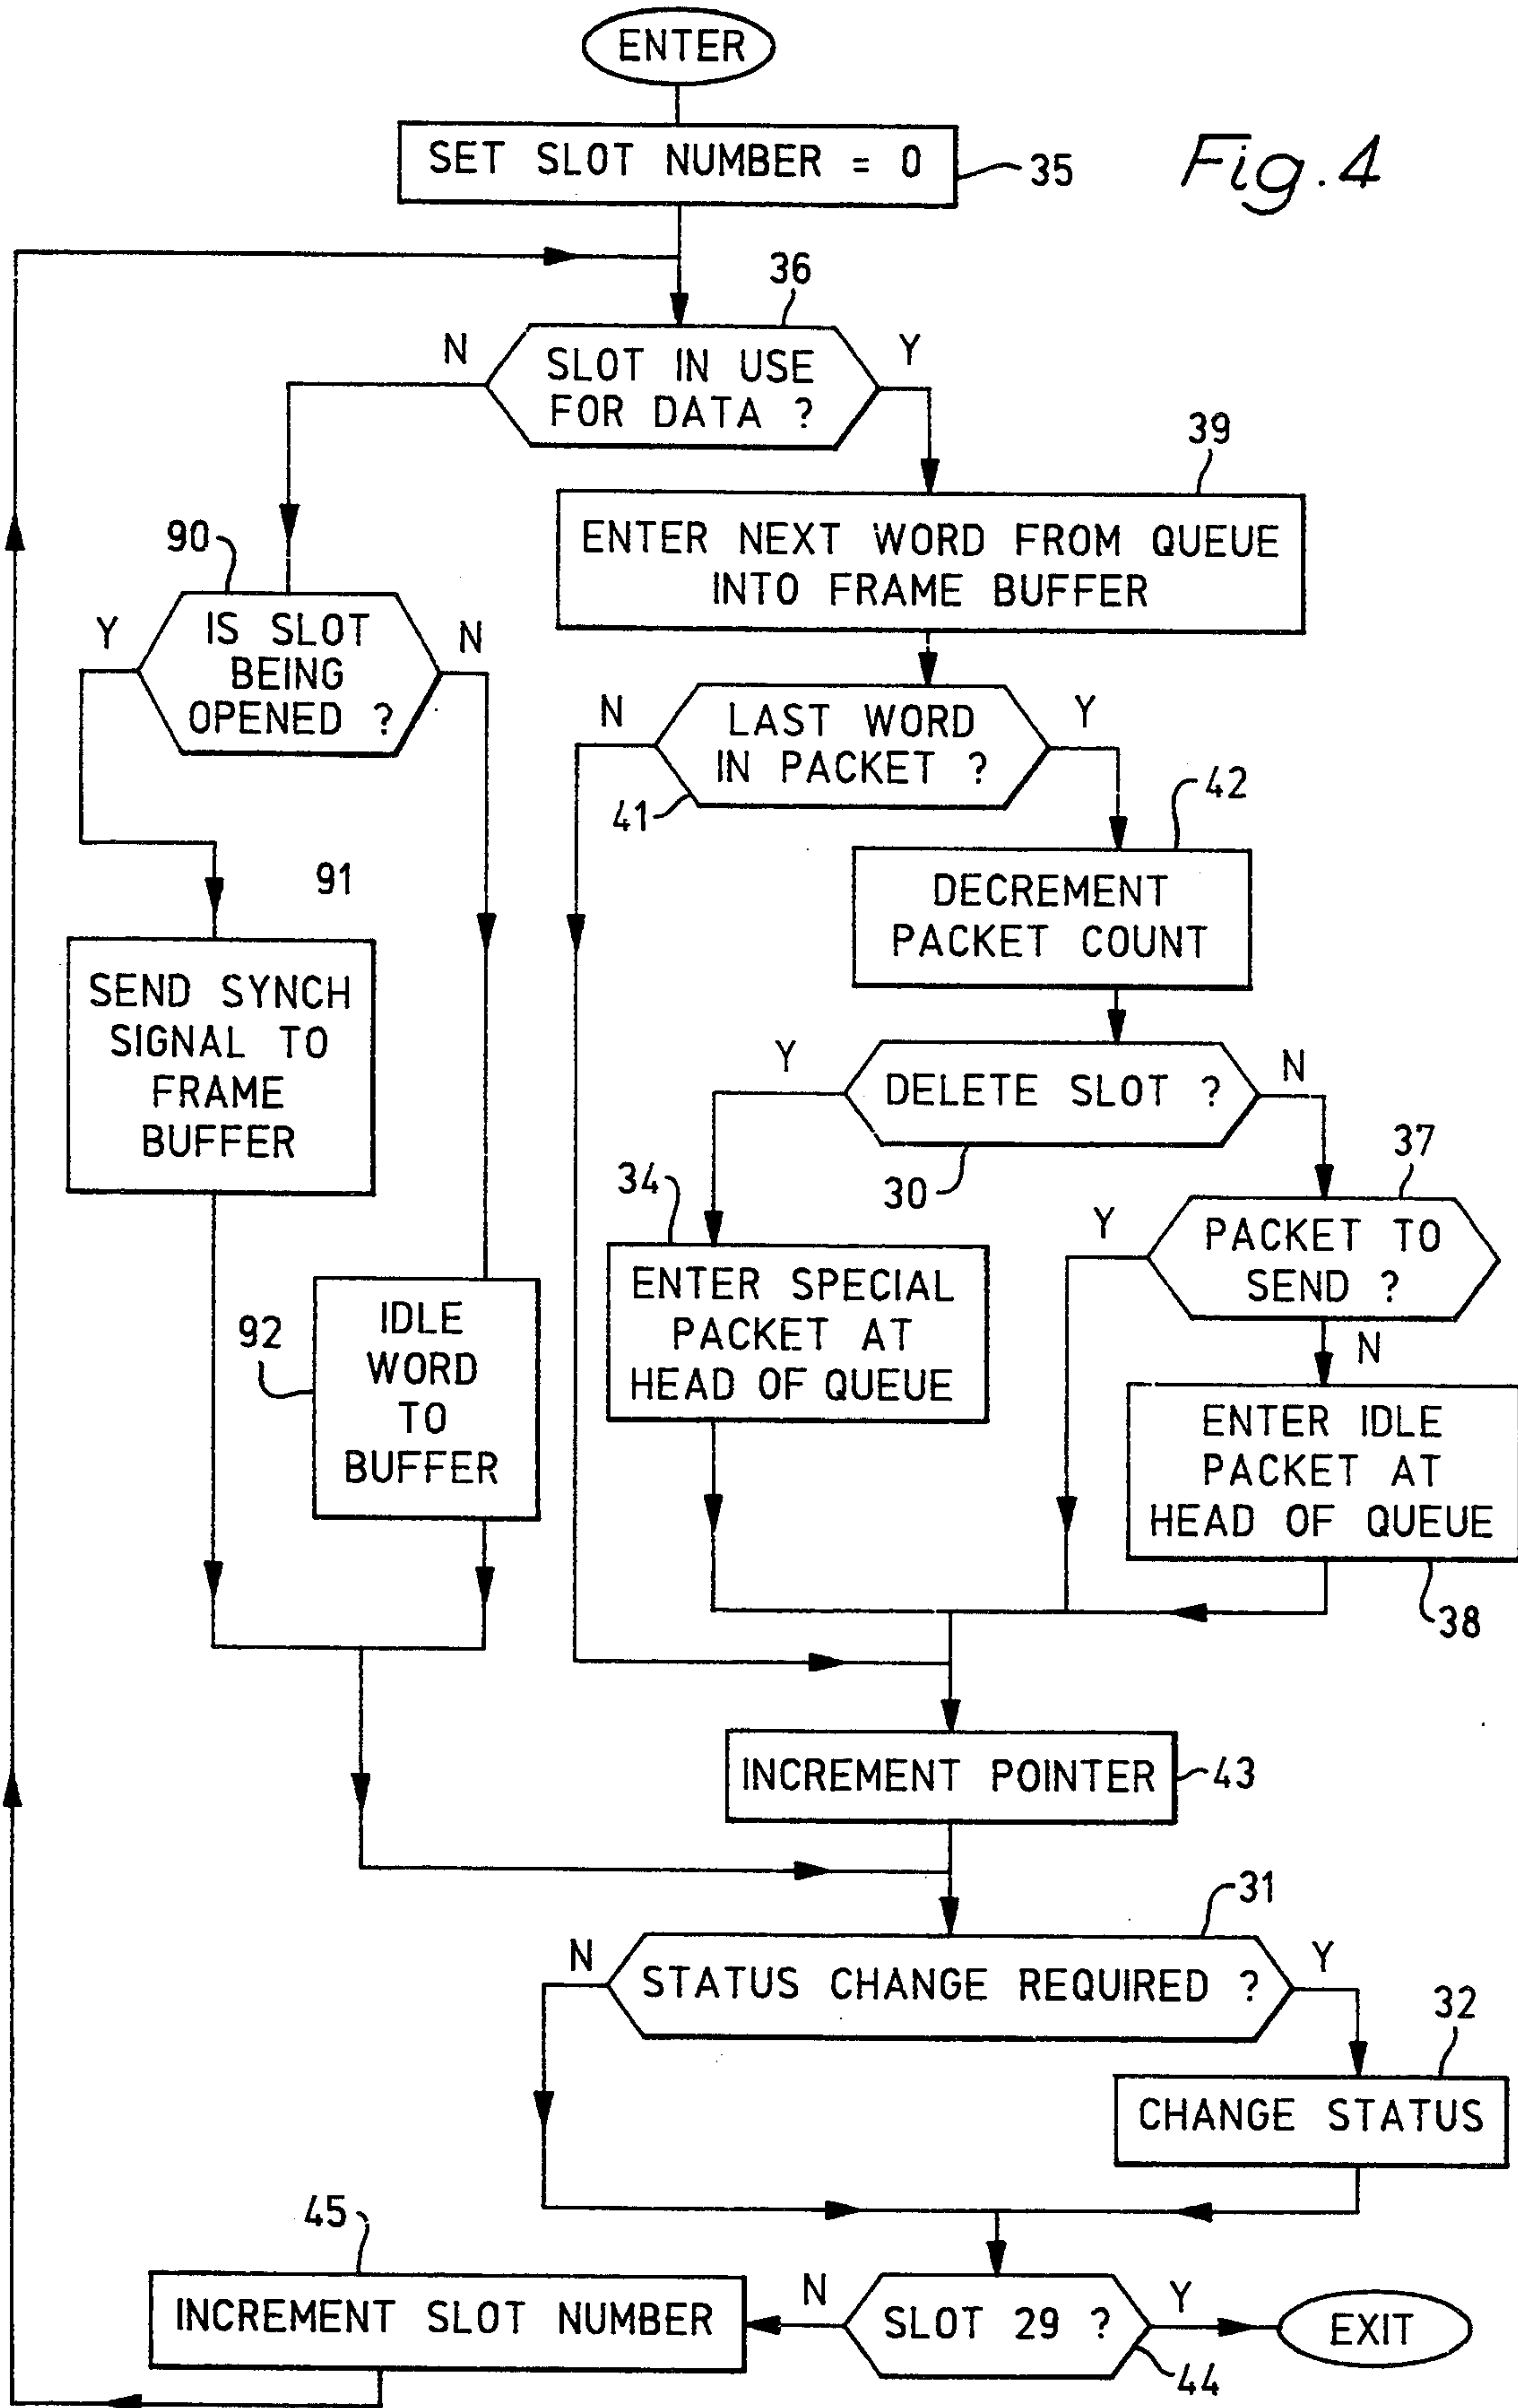 ENTER
SET SLOT NUMBER = 0
35
Fig. 4
36
N
SLOT IN USE
FOR DATA ?
Y
39
ENTER NEXT WORD FROM QUEUE
INTO FRAME BUFFER
90
Y
IS SLOT
BEING
OPENED ?
N
N
LAST WORD
IN PACKET ?
Y
41
42
DECREMENT
PACKET COUNT
91
SEND SYNCH
SIGNAL TO
FRAME
BUFFER
Y
DELETE SLOT ?
N
30
34
ENTER SPECIAL
PACKET AT
HEAD OF QUEUE
37
Y
PACKET TO
SEND ?
N
92
IDLE
WORD
TO
BUFFER
ENTER IDLE
PACKET AT
HEAD OF QUEUE
38
INCREMENT POINTER
43
31
N
STATUS CHANGE REQUIRED ?
Y
32
CHANGE STATUS
45
INCREMENT SLOT NUMBER
N
SLOT 29 ?
Y
44
EXIT